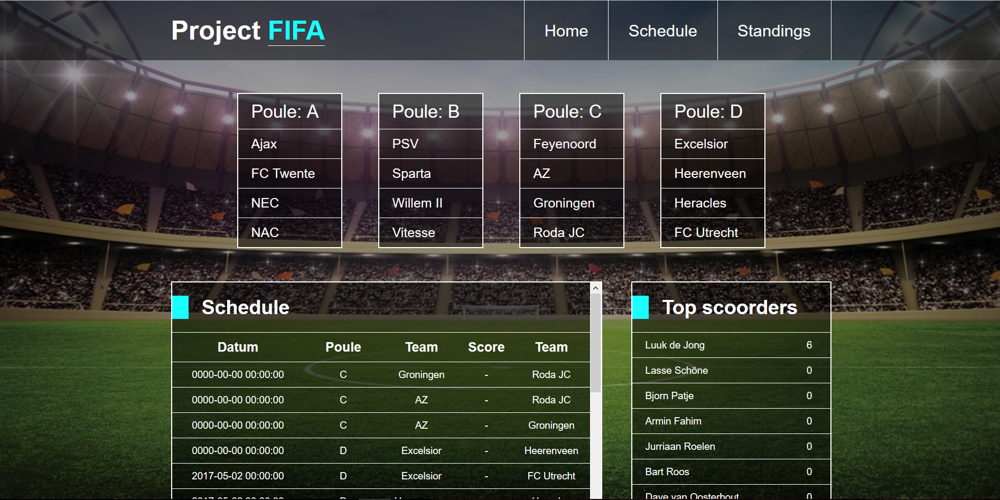 Project FIFA
Home
Schedule
Standings
Poule: A
Ajax
FC Twente
NEC
NAC
Poule: B
PSV
Sparta
Willem II
Vitesse
Poule: C
Feyenoord
AZ
Groningen
Roda JC
Poule: D
Excelsior
Heerenveen
Heracles
FC Utrecht
Schedule
Datum Poule Team Score Team
0000-00-00 00:00:00 C Groningen - Roda JC
0000-00-00 00:00:00 C AZ - Roda JC
0000-00-00 00:00:00 C AZ - Groningen
0000-00-00 00:00:00 D Excelsior - Heerenveen
2017-05-02 00:00:00 D Excelsior - FC Utrecht
Top scoorders
Luuk de Jong 6
Lasse Schöne 0
Bjorn Patje 0
Armin Fahim 0
Jurriaan Roelen 0
Bart Roos 0
Dave van Oosterhout 0